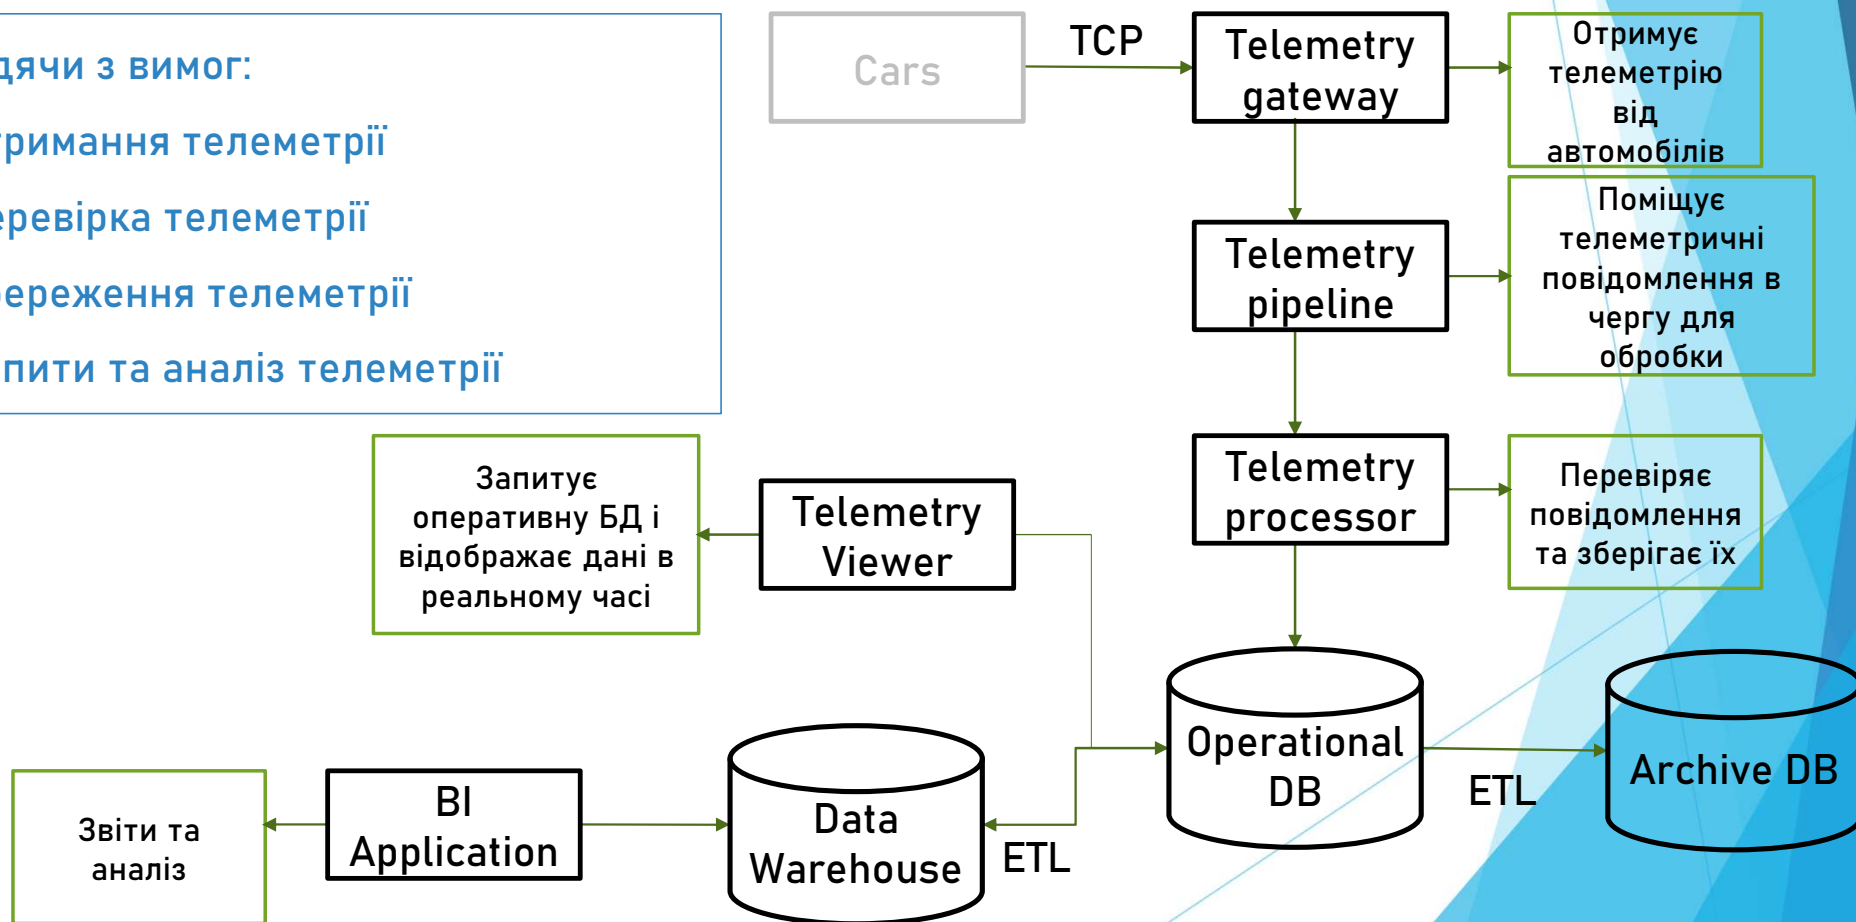 дячи з вимог:
тримання телеметрії
еревірка телеметрії
береження телеметрії
пити та аналіз телеметрії
Cars
TCP
Telemetry
gateway
Отримує
телеметрію
від
автомобілів
Telemetry
pipeline
Поміщує
телеметричні
повідомлення в
чергу для
обробки
Telemetry
processor
Перевіряє
повідомлення
та зберігає їх
Запитує
оперативну БД і
відображає дані в
реальному часі
Telemetry
Viewer
Operational
DB
ETL
Archive DB
Звіти та
аналіз
BI
Application
Data
Warehouse
ETL